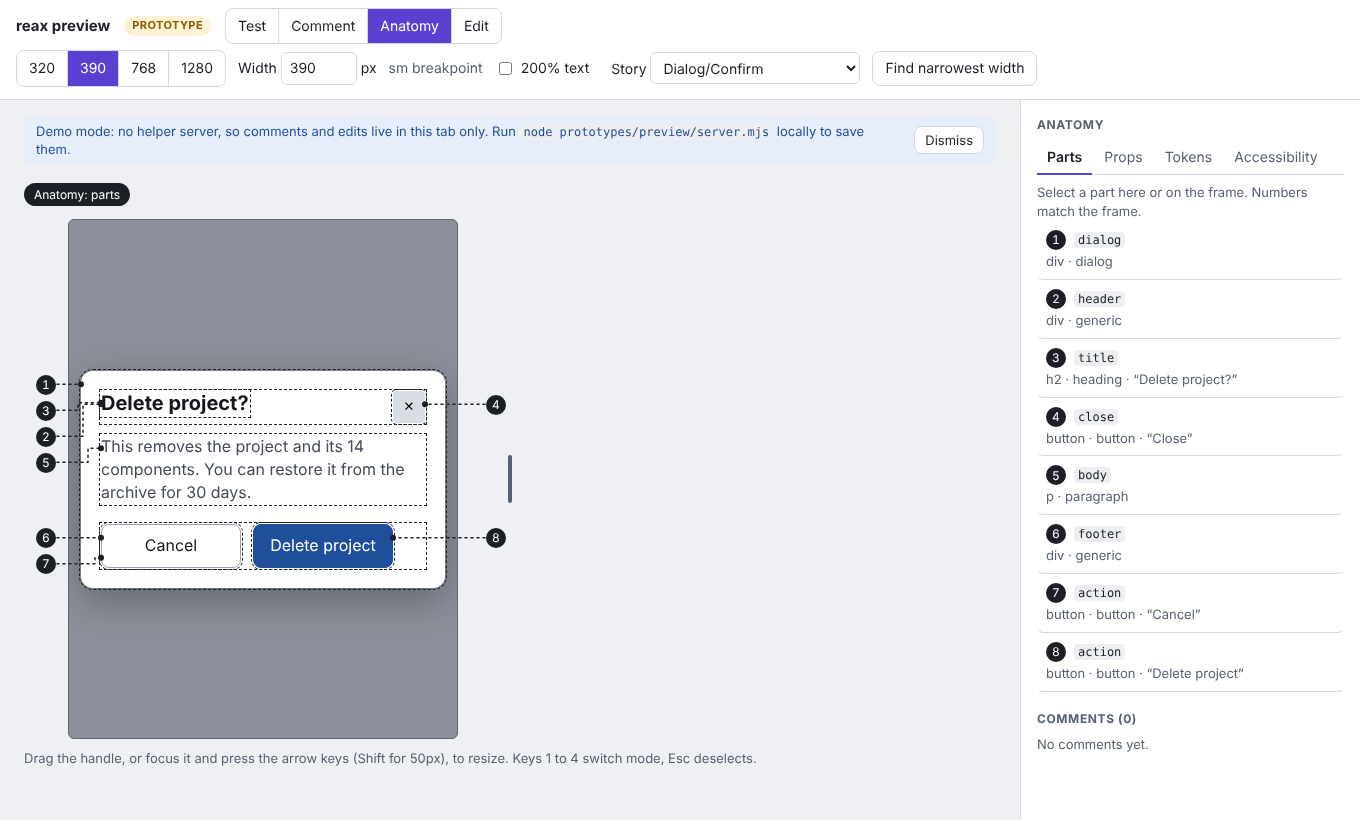 reax preview PROTOTYPE Test Comment Anatomy Edit
320 390 768 1280 Width 390 px sm breakpoint 200% text Story Dialog/Confirm Find narrowest width
Demo mode: no helper server, so comments and edits live in this tab only. Run node prototypes/preview/server.mjs locally to save
them.
Dismiss
Anatomy: parts
1
3
2
5
6
7
Delete project?
×
4
This removes the project and its 14
components. You can restore it from the
archive for 30 days.
Cancel
Delete project
8
Drag the handle, or focus it and press the arrow keys (Shift for 50px), to resize. Keys 1 to 4 switch mode, Esc deselects.
ANATOMY
Parts Props Tokens Accessibility
Select a part here or on the frame. Numbers
match the frame.
1 dialog
div · dialog
2 header
div · generic
3 title
h2 · heading · “Delete project?”
4 close
button · button · “Close”
5 body
p · paragraph
6 footer
div · generic
7 action
button · button · “Cancel”
8 action
button · button · “Delete project”
COMMENTS (0)
No comments yet.